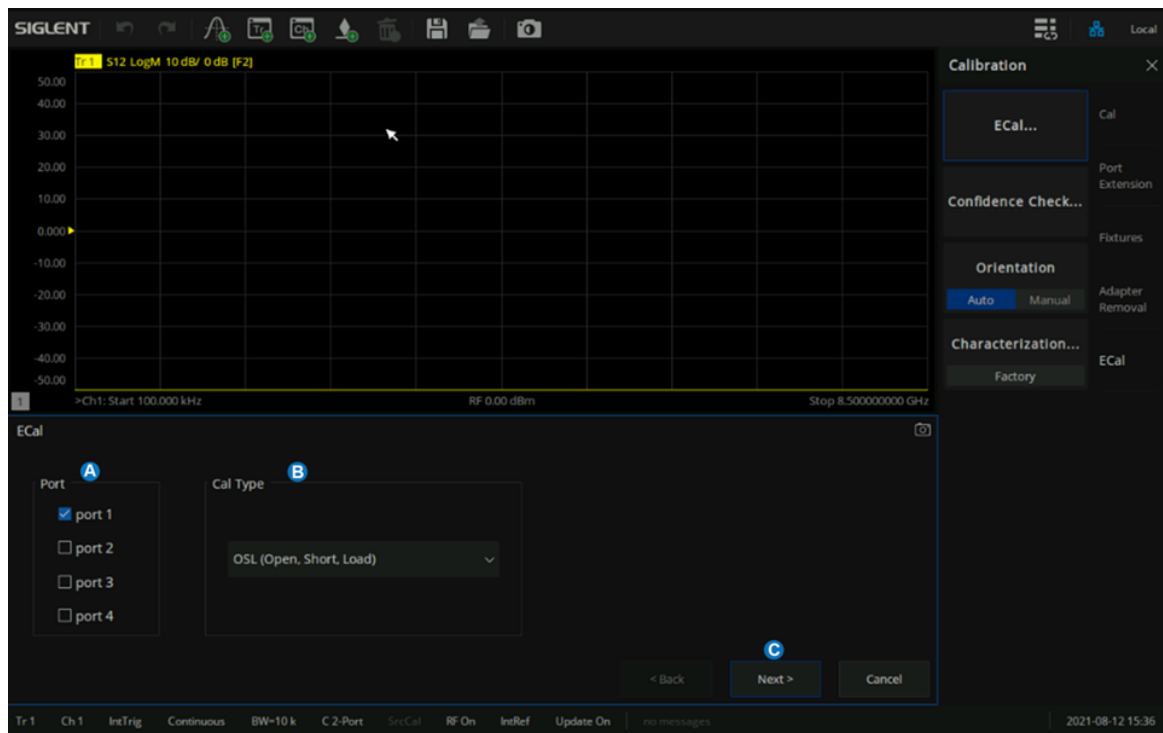 SIGLENT Tr Ch Local
Tr 1 S12 LogM 10 dB/ 0 dB [F2]
50.00
40.00
30.00
20.00
10.00
0.000
-10.00
-20.00
-30.00
-40.00
-50.00
1 >Ch1: Start 100.000 kHz RF 0.00 dBm Stop 8.500000000 GHz
Calibration
ECal...
Confidence Check...
Orientation
Auto Manual
Characterization...
Factory
Cal
Port
Extension
Fixtures
Adapter
Removal
ECal
ECal
A
Port
port 1
port 2
port 3
port 4
B
Cal Type
OSL (Open, Short, Load)
C
< Back Next > Cancel
Tr 1 Ch 1 IntTrig Continuous BW=10 k C 2-Port SrcCal RF On IntRef Update On no messages 2021-08-12 15:36